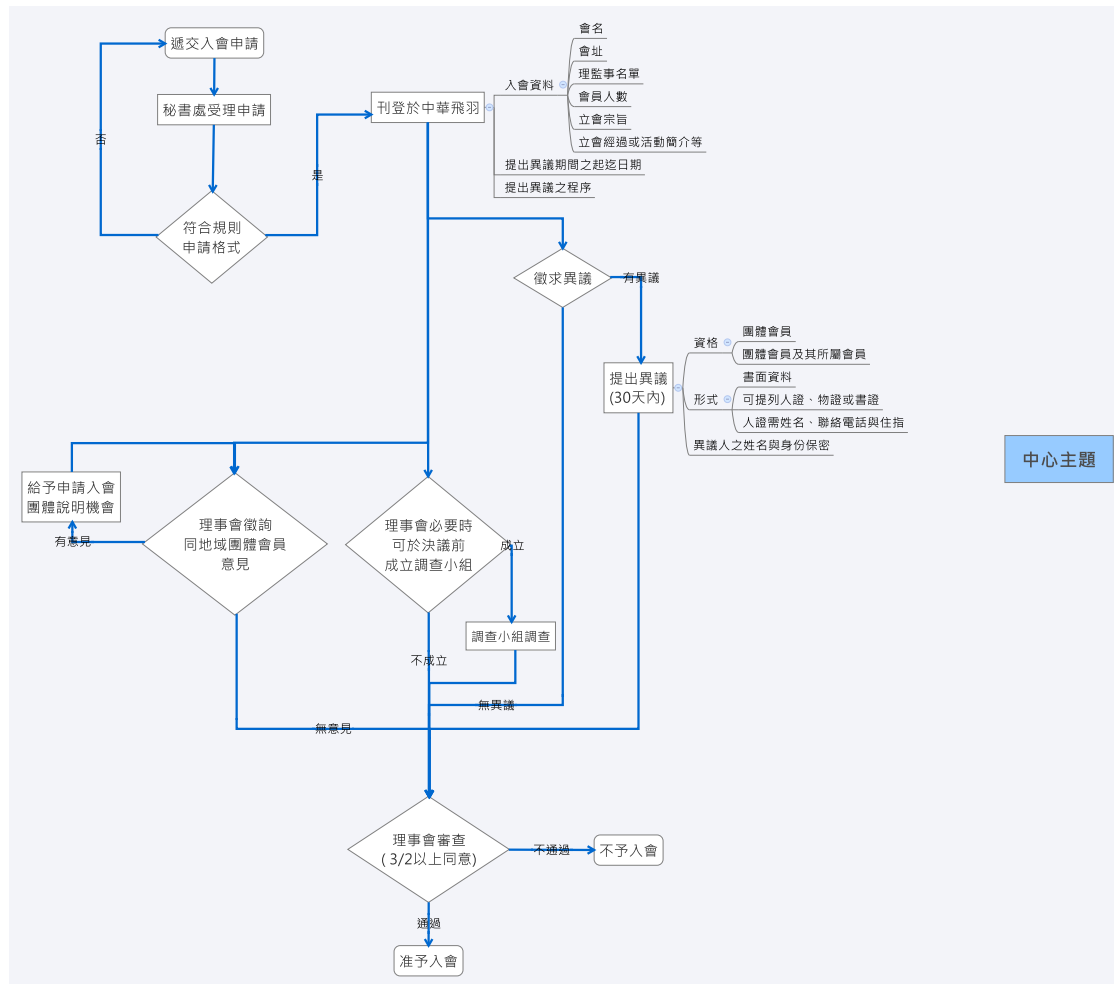 遞交入會申請
秘書處受理申請
否
符合規則
申請格式
是
刊登於中華飛羽
入會資料
會名
會址
理監事名單
會員人數
立會宗旨
立會經過或活動簡介等
提出異議期間之起迄日期
提出異議之程序
徵求異議
有異議
提出異議
(30天內)
資格
團體會員
團體會員及其所屬會員
形式
書面資料
可提列人證、物證或書證
人證需姓名、聯絡電話與住指
異議人之姓名與身份保密
中心主題
給予申請入會
團體說明機會
有意見
理事會徵詢
同地域團體會員
意見
理事會必要時
可於決議前
成立調查小組
成立
調查小組調查
不成立
無異議
無意見
理事會審查
( 3/2以上同意)
不通過
不予入會
通過
准予入會